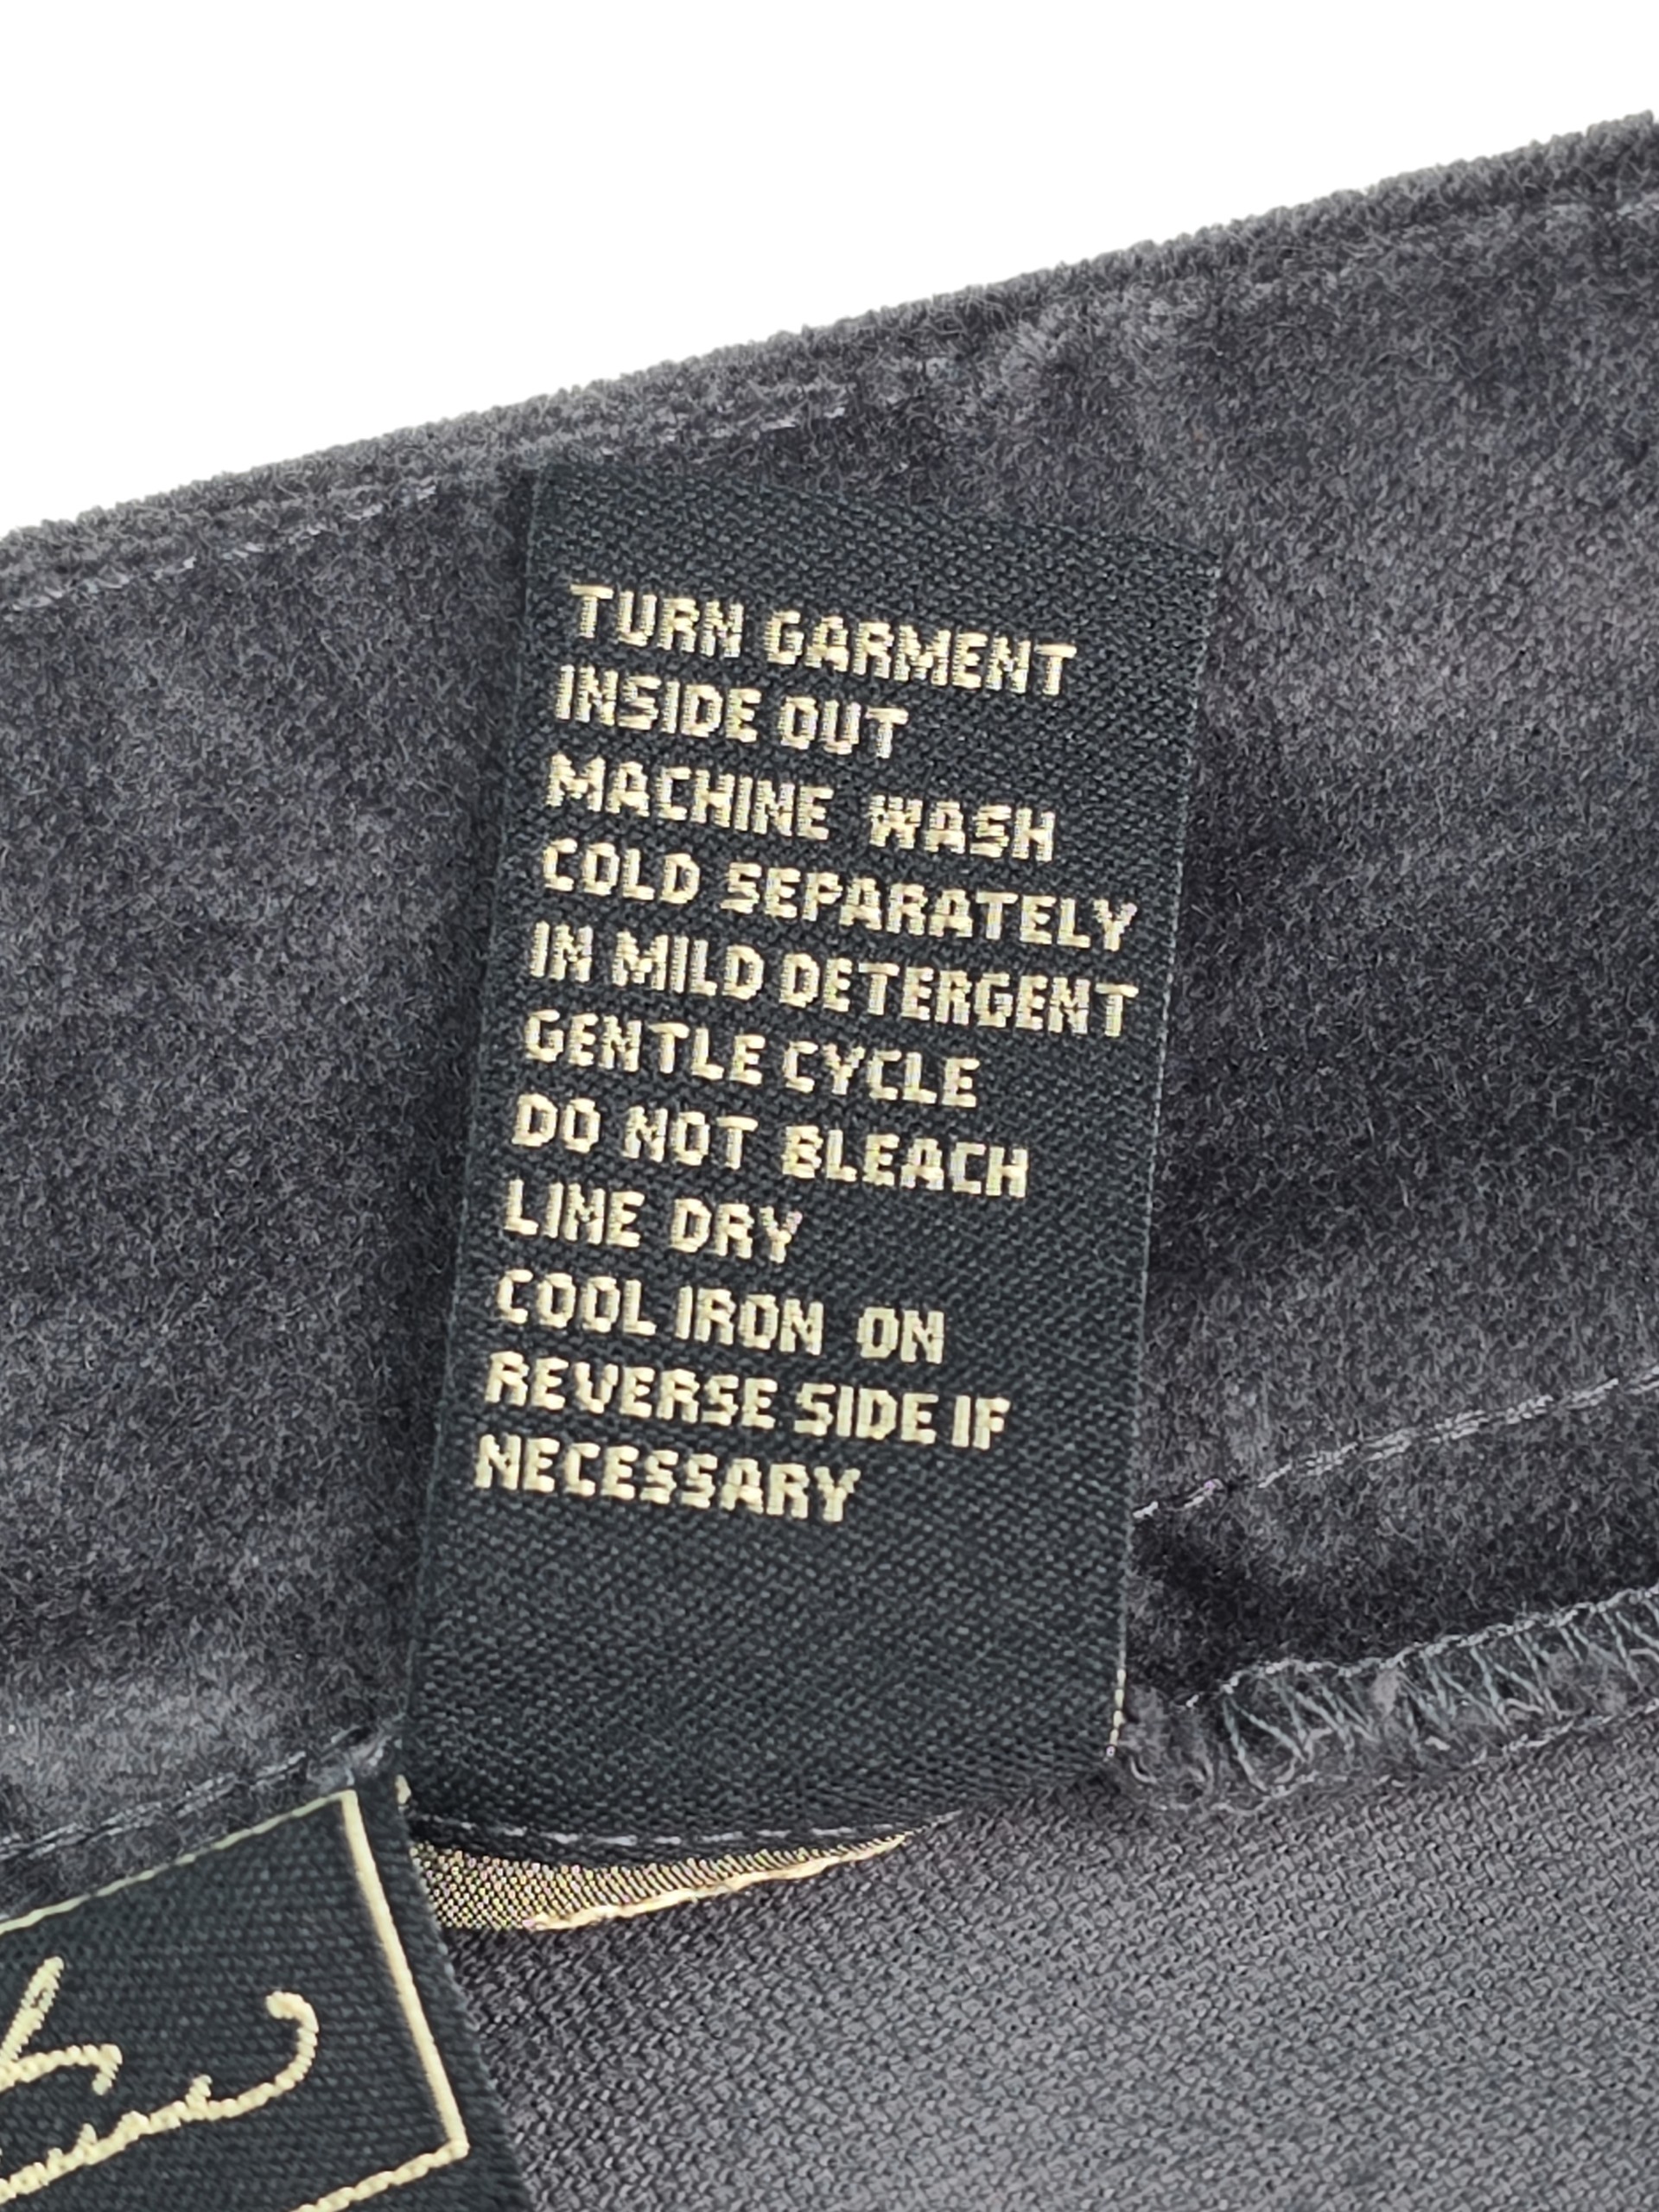 TURN GARMENT
INSIDE OUT
MACHINE WASH
COLD SEPARATELY
IN MILD DETERGENT
GENTLE CYCLE
DO NOT BLEACH
LINE DRY
COOL IRON ON
REVERSE SIDE IF
NECESSARY